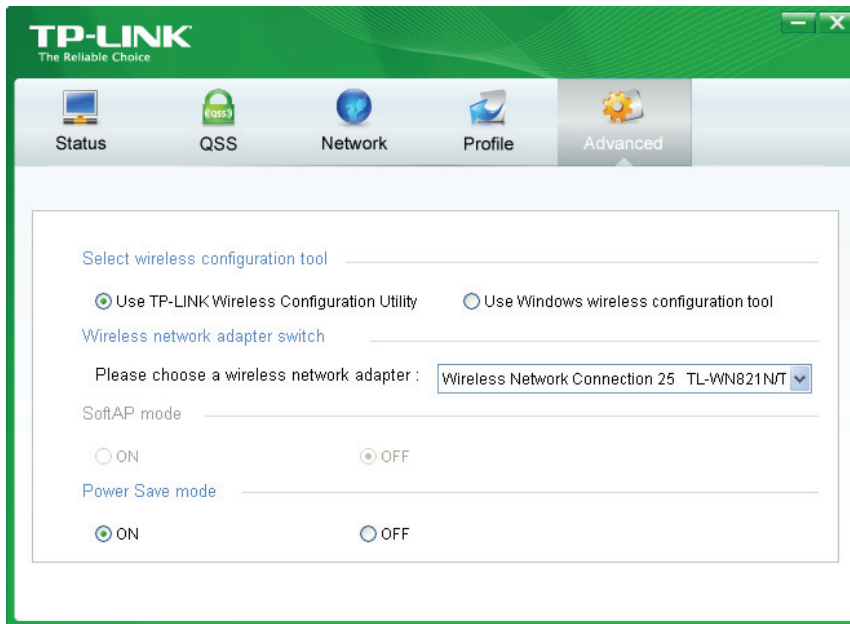 TP-LINK
The Reliable Choice
Status QSS Network Profile Advanced
Select wireless configuration tool
Use TP-LINK Wireless Configuration Utility Use Windows wireless configuration tool
Wireless network adapter switch
Please choose a wireless network adapter : Wireless Network Connection 25 TL-WN821N/T
SoftAP mode
ON OFF
Power Save mode
ON OFF